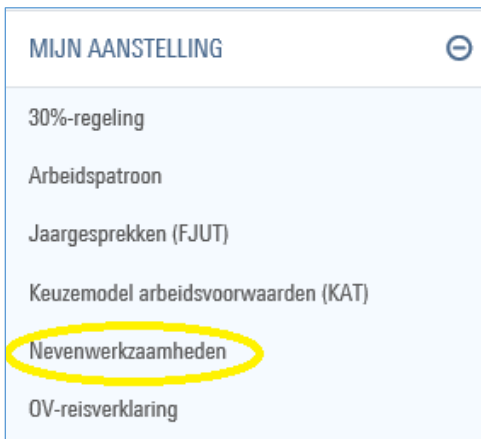 MIJN AANSTELLING
30%-regeling
Arbeidspatroon
Jaargesprekken (FJUT)
Keuzemodel arbeidsvoorwaarden (KAT)
Nevenwerkzaamheden
OV-reisverklaring